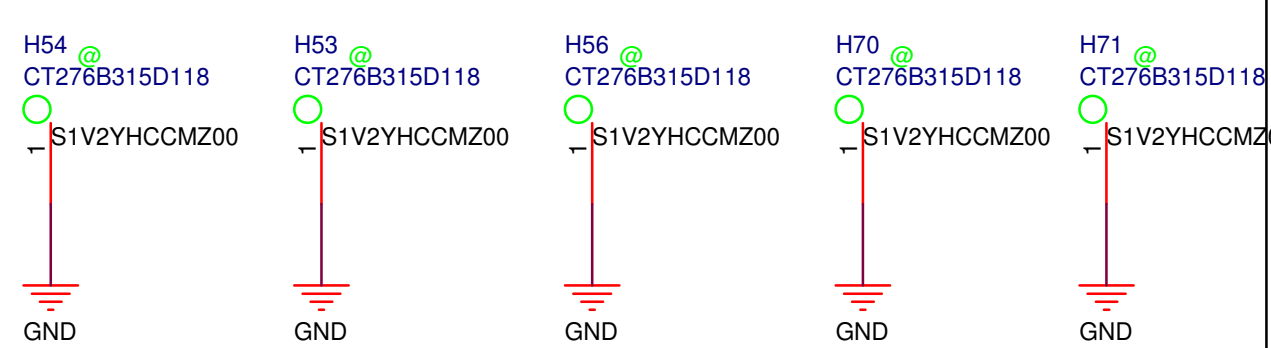 H54 @
CT276B315D118
S1V2YHCCMZ00
1
GND
H53 @
CT276B315D118
S1V2YHCCMZ00
1
GND
H56 @
CT276B315D118
S1V2YHCCMZ00
1
GND
H70 @
CT276B315D118
S1V2YHCCMZ00
1
GND
H71 @
CT276B315D118
S1V2YHCCMZ
1
GND